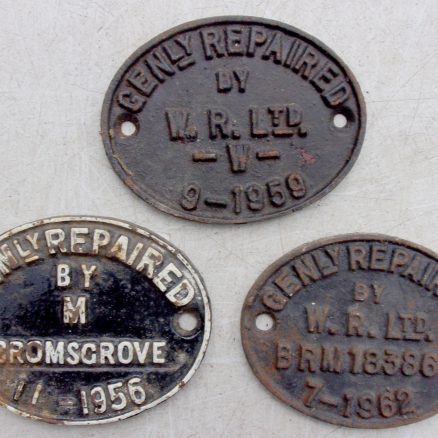 GENLY REPAIRED
BY
W. R. LTD.
- W -
9-1959
ENLY REPAIRED
BY
M
BROMSGROVE
11-1956
GENLY REPAIR
BY
W. R. LTD.
BRM 18386
7-1962